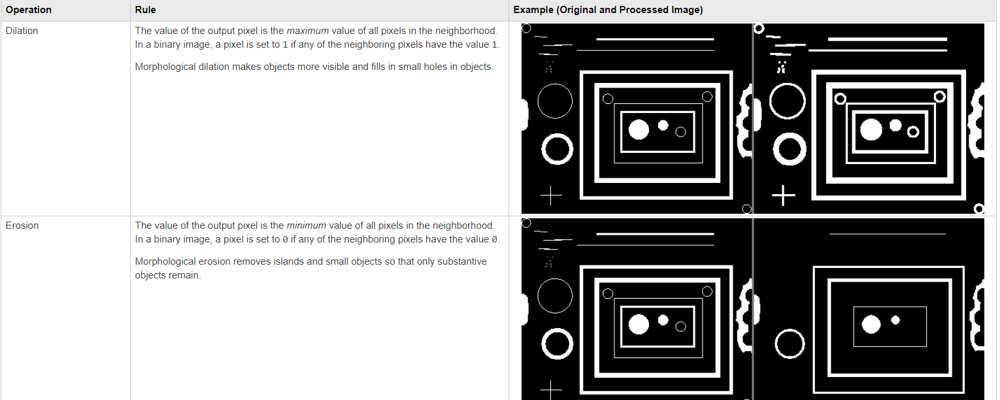 Operation
Rule
Example (Original and Processed Image)
Dilation
The value of the output pixel is the maximum value of all pixels in the neighborhood.
In a binary image, a pixel is set to 1 if any of the neighboring pixels have the value 1.
Morphological dilation makes objects more visible and fills in small holes in objects.
Erosion
The value of the output pixel is the minimum value of all pixels in the neighborhood.
In a binary image, a pixel is set to 0 if any of the neighboring pixels have the value 0.
Morphological erosion removes islands and small objects so that only substantive
objects remain.